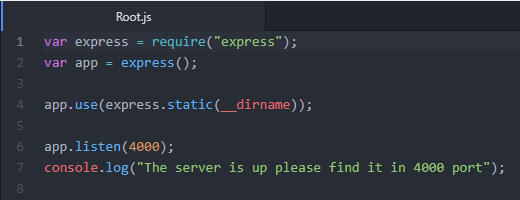 Root.js
1 var express = require("express");
2 var app = express();
3
4 app.use(express.static(__dirname));
5
6 app.listen(4000);
7 console.log("The server is up please find it in 4000 port");
8